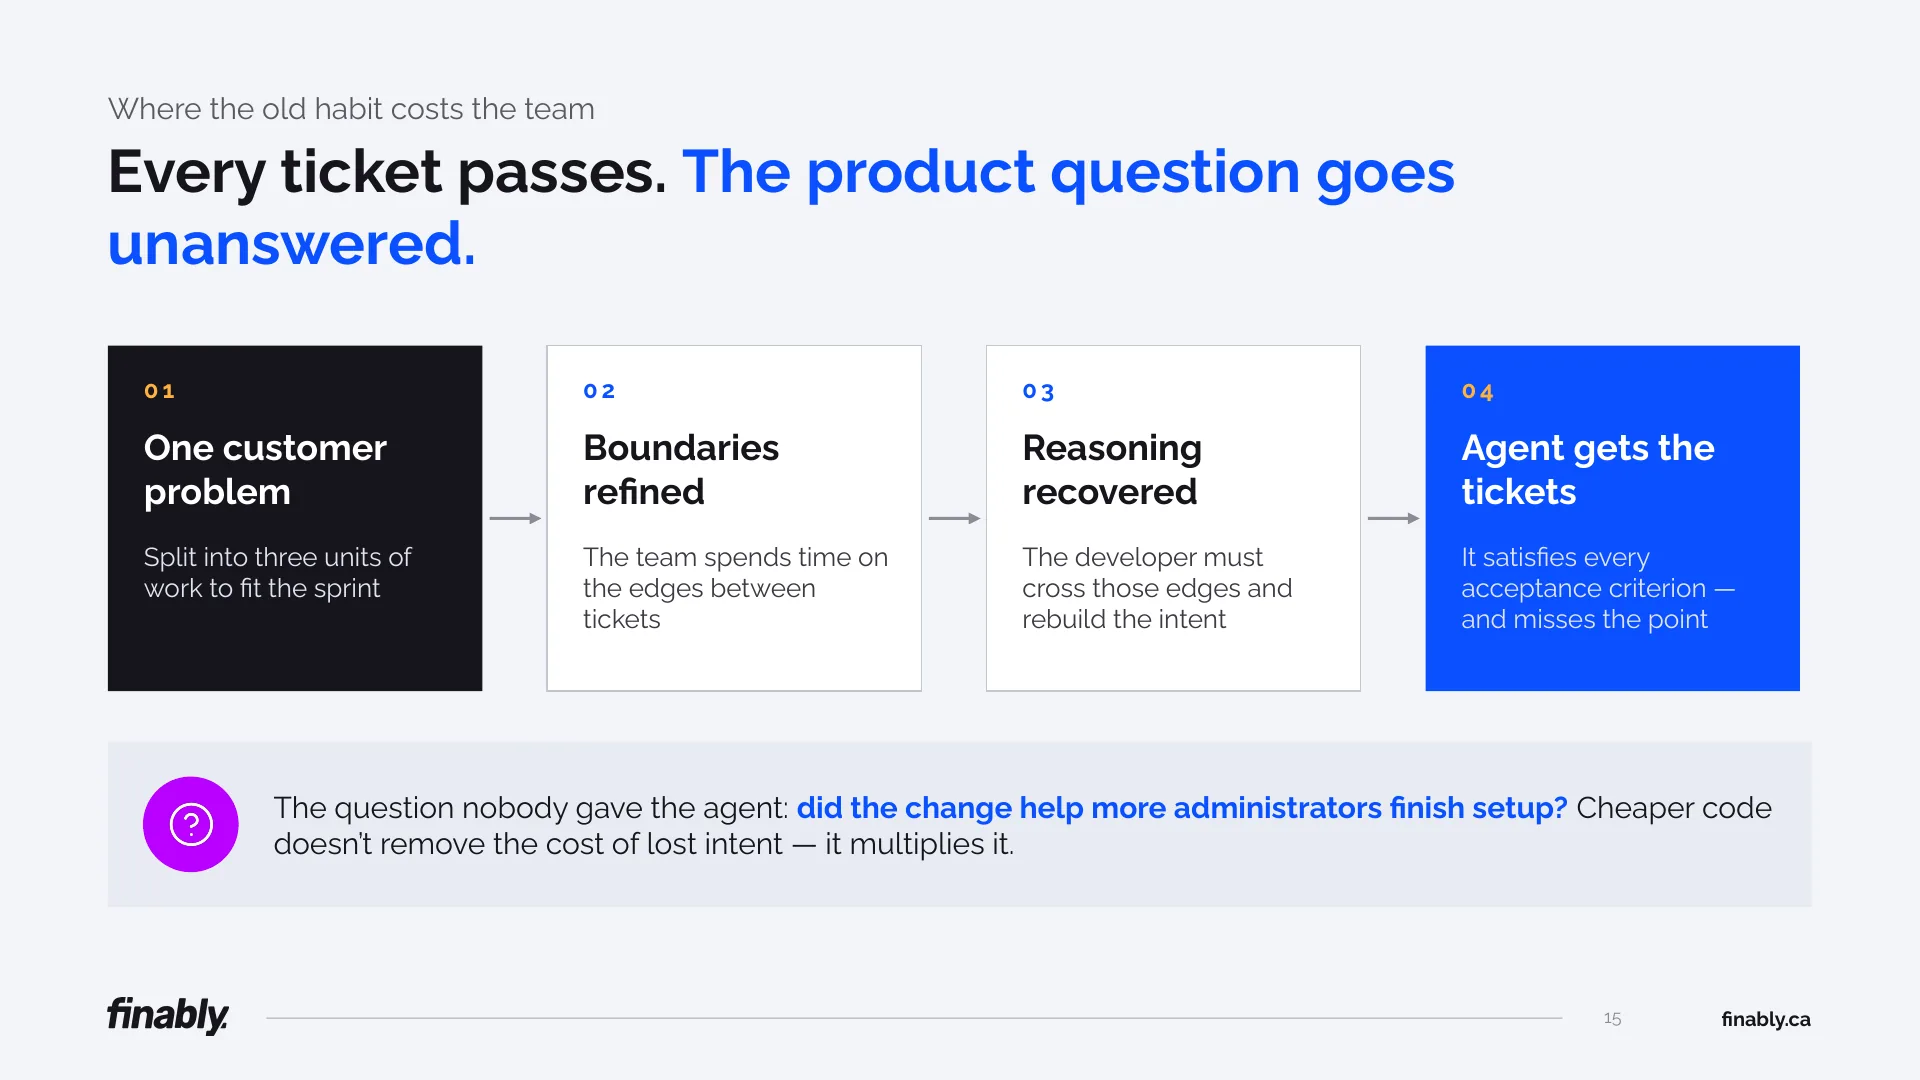 Where the old habit costs the team
Every ticket passes. The product question goes
unanswered.
01
One customer
problem
Split into three units of
work to fit the sprint
02
Boundaries
refined
The team spends time on
the edges between
tickets
03
Reasoning
recovered
The developer must
cross those edges and
rebuild the intent
04
Agent gets the
tickets
It satisfies every
acceptance criterion —
and misses the point
The question nobody gave the agent: did the change help more administrators finish setup? Cheaper code
doesn’t remove the cost of lost intent — it multiplies it.
finably.
15
finably.ca